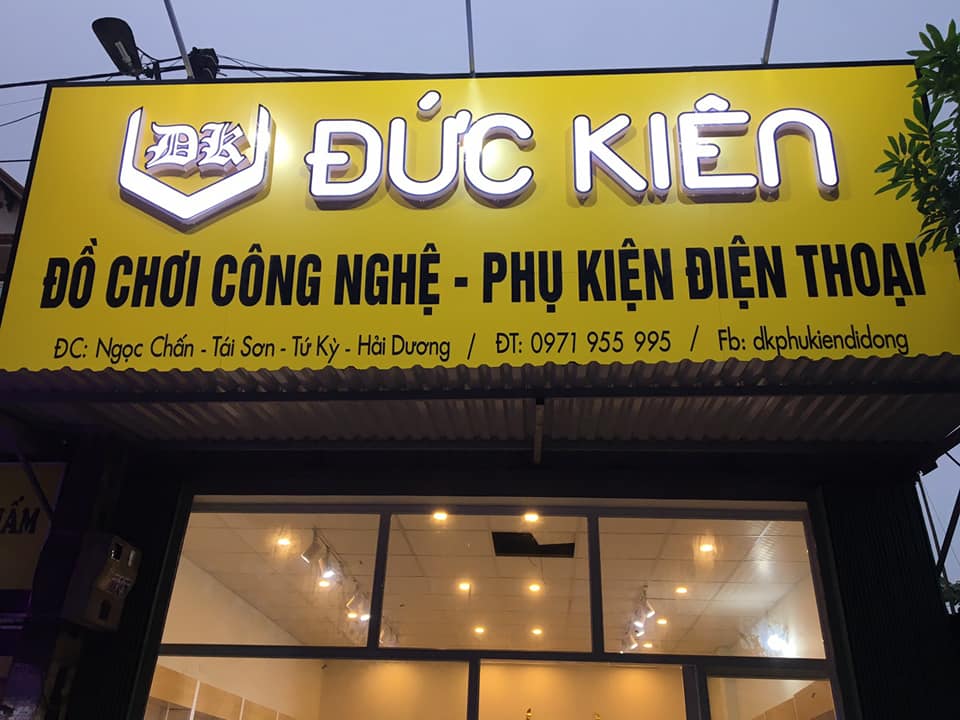 ĐK ĐỨC KIÊN
ĐỒ CHƠI CÔNG NGHỆ - PHỤ KIỆN ĐIỆN THOẠI
ĐC: Ngọc Chấn - Tái Sơn - Tứ Kỳ - Hải Dương / ĐT: 0971 955 995 / Fb: dkphukiendidong